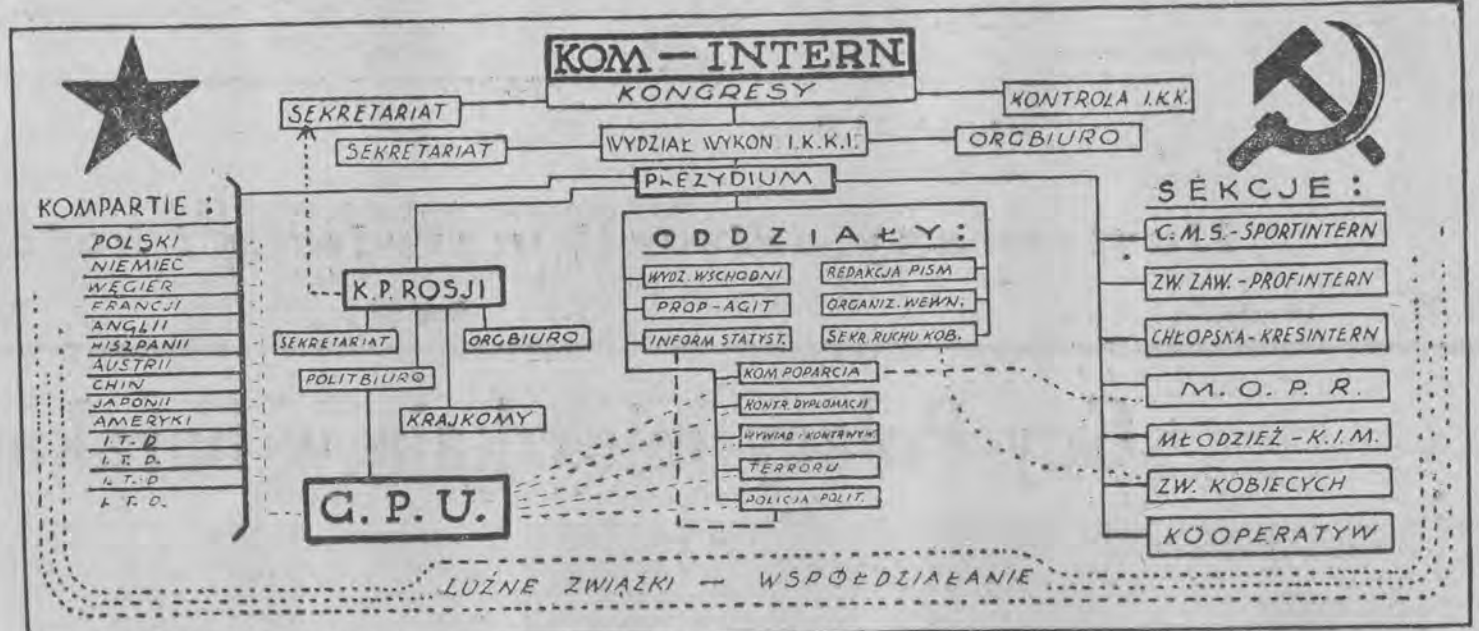 KOM — INTERN
KONGRESY
SEKRETARIAT
KONTROLA I.K.K.
SEKRETARIAT
WYDZIAŁ WYKON. I.K.K.I.
ORGBIURO
PREZYDIUM
KOMPARTIE :
POLSKI
NIEMIEC
WĘGIER
FRANCJI
ANGLII
HISZPANII
AUSTRII
CHIN
JAPONII
AMERYKI
I.T.D
I.T.D.
I.T.D
I.T.D.
K.P. ROSJI
SEKRETARIAT
ORGBIURO
POLITBIURO
KRAJKOMY
G.P.U.
ODDZIAŁY :
WYDZ. WSCHODNI
PROP-AGIT
INFORM STATYST.
REDAKCJA PISM
ORGANIZ. WEWN.
SEKR. RUCHU KOB.
KOM. POPARCIA
KONTR. DYPLOMACJI
WYWIAD I KONTRWYW.
TERRORU
POLICJA POLIT.
SEKCJE :
C.M.S.-SPORTINTERN
ZW. ZAW.-PROFINTERN
CHŁOPSKA-KRESINTERN
M.O.P.R.
MŁODZIEŻ - K.I.M.
ZW. KOBIECYCH
KOOPERATYW
LUŹNE ZWIĄZKI — WSPÓŁDZIAŁANIE